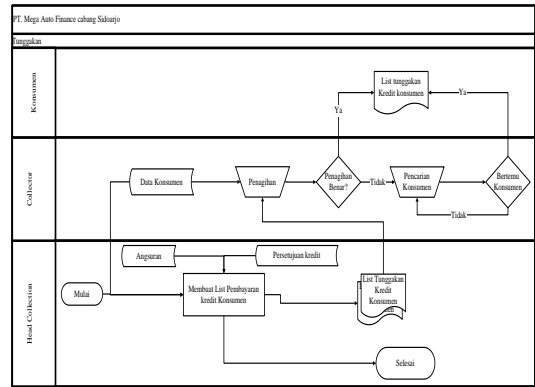 PT. Mega Auto Finance cabang Sidoarjo
Tunggakan
Konsumen
List tunggakan
Kredit konsumen
Ya
Ya
Collector
Data Konsumen
Penagihan
Penagihan
Benar?
Tidak
Pencarian
Konsumen
Bertemu
Konsumen
Tidak
Head Collection
Angsuran
Persetujuan kredit
Mulai
Membuat List Pembayaran
kredit Konsumen
List Tunggakan
Kredit
Konsumen
Selesai